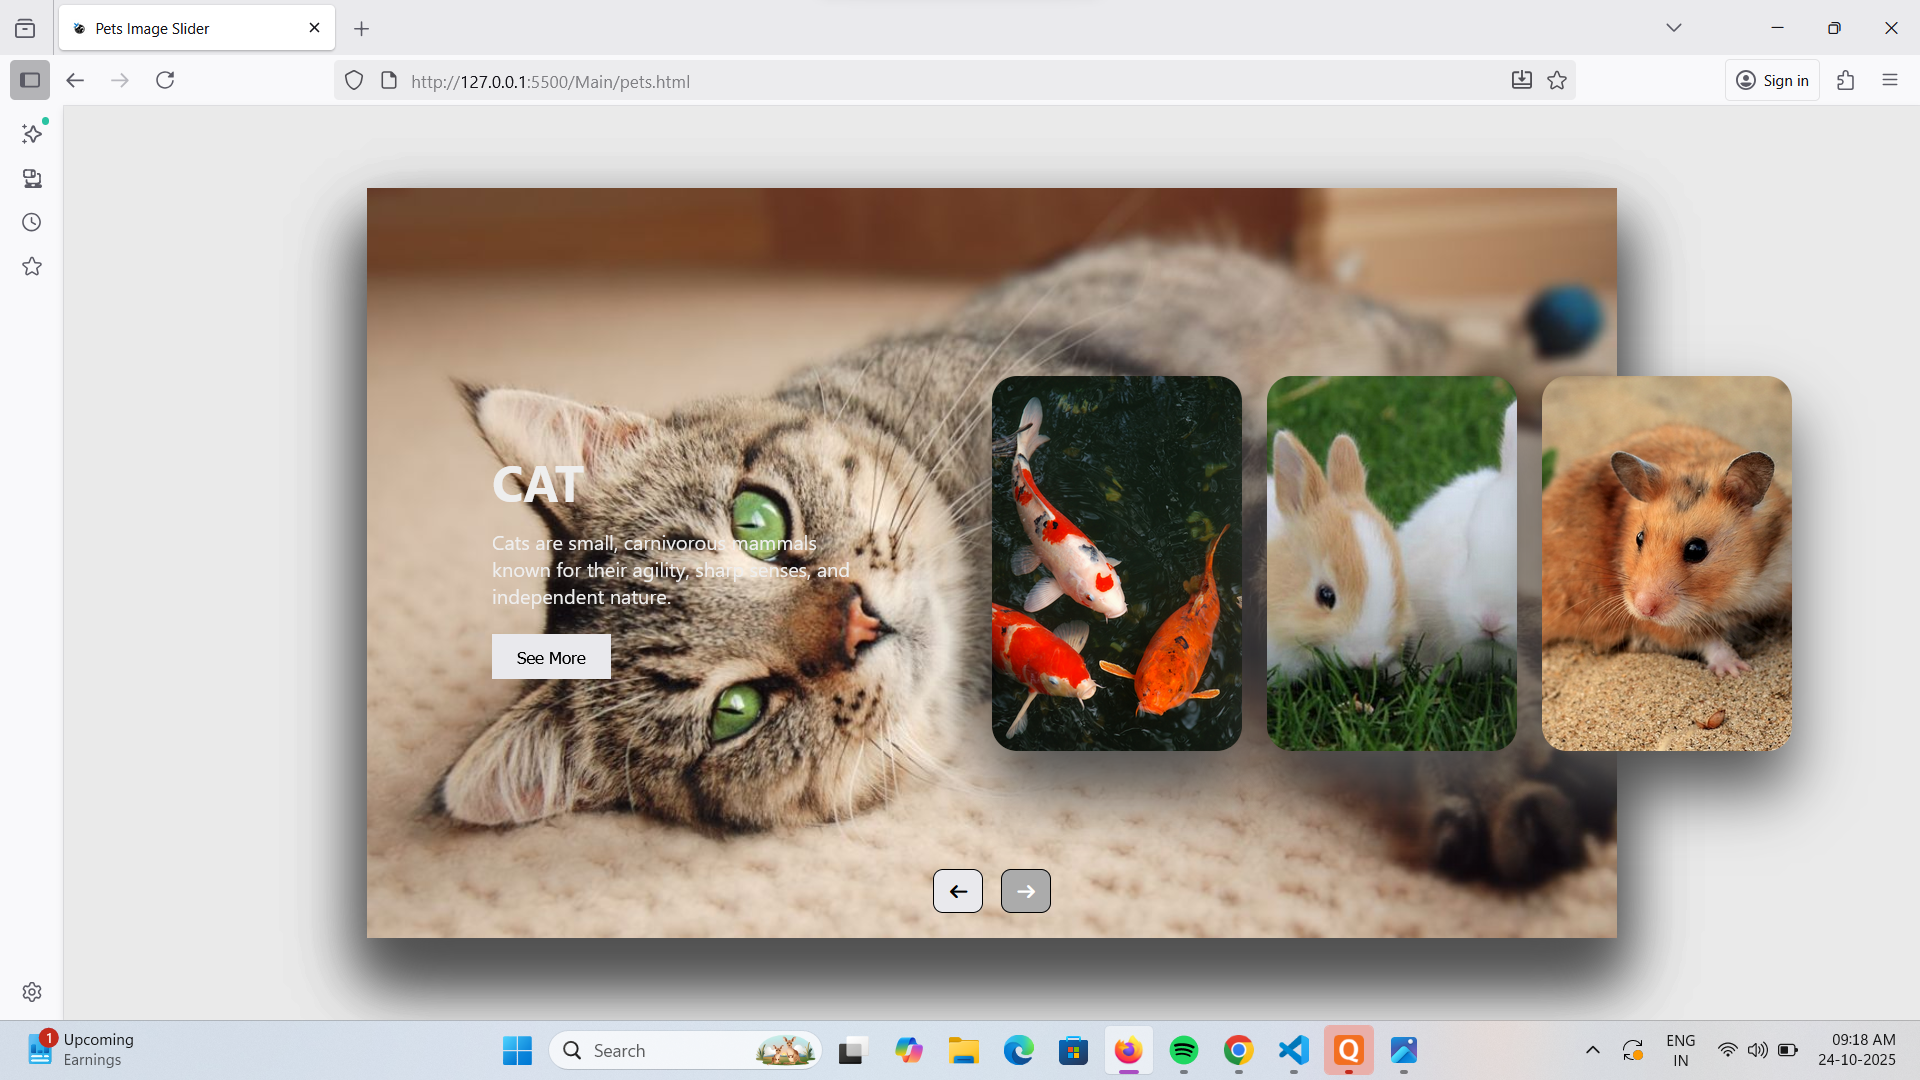 Pets Image Slider
http://127.0.0.1:5500/Main/pets.html
Sign in
CAT
Cats are small, carnivorous mammals
known for their agility, sharp senses, and
independent nature.
See More
1
Upcoming
Earnings
Search
Q
ENG
IN
09:18 AM
24-10-2025